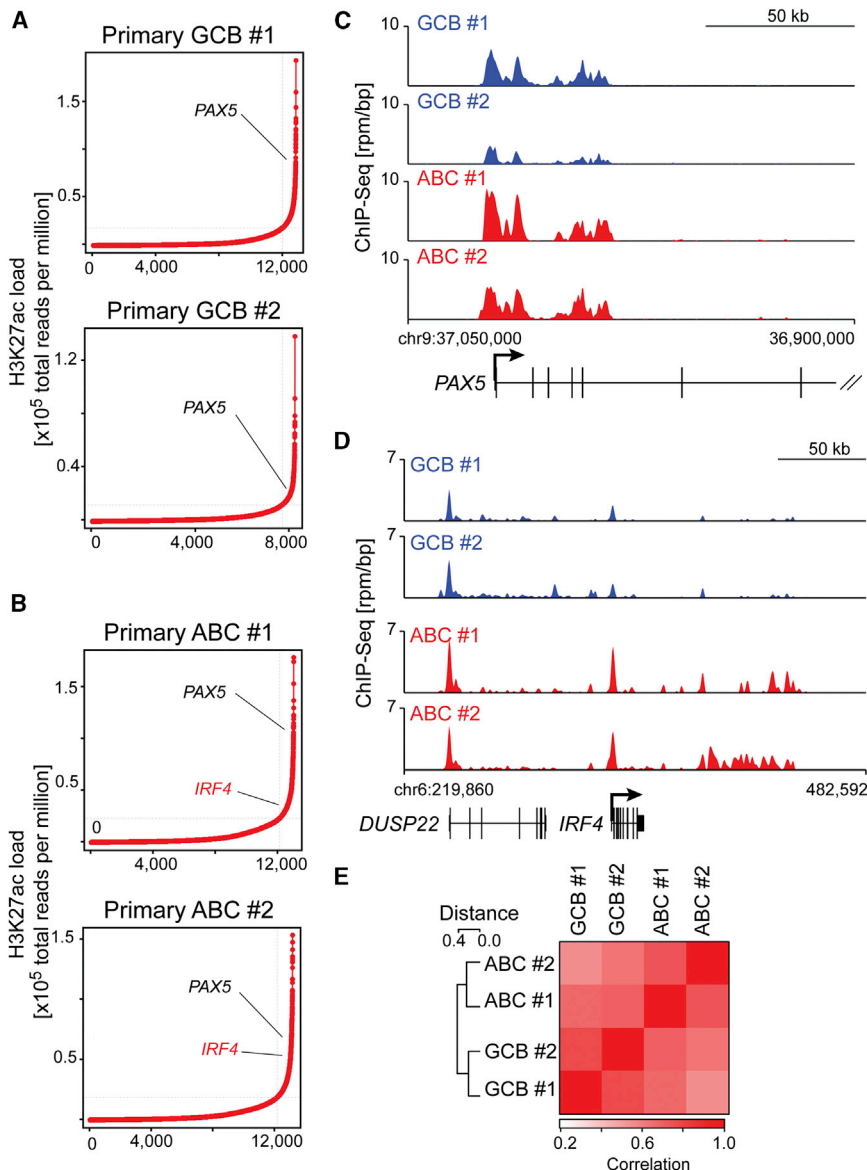 A
Primary GCB #1
PAX5
1.5
0.5
0
4,000
12,000
Primary GCB #2
PAX5
1.2
0.4
0
4,000
8,000
H3K27ac load
[x10⁵ total reads per million]
B
Primary ABC #1
PAX5
IRF4
1.5
0.5
0
0
4,000
12,000
Primary ABC #2
PAX5
IRF4
1.5
0.5
0
4,000
12,000
H3K27ac load
[x10⁵ total reads per million]
C
50 kb
10
GCB #1
10
GCB #2
10
ABC #1
10
ABC #2
ChIP-Seq [rpm/bp]
chr9:37,050,000
36,900,000
PAX5
D
50 kb
7
GCB #1
7
GCB #2
7
ABC #1
7
ABC #2
ChIP-Seq [rpm/bp]
chr6:219,860
482,592
DUSP22
IRF4
E
GCB #1
GCB #2
ABC #1
ABC #2
Distance
0.4 0.0
ABC #2
ABC #1
GCB #2
GCB #1
0.2 0.6 1.0
Correlation